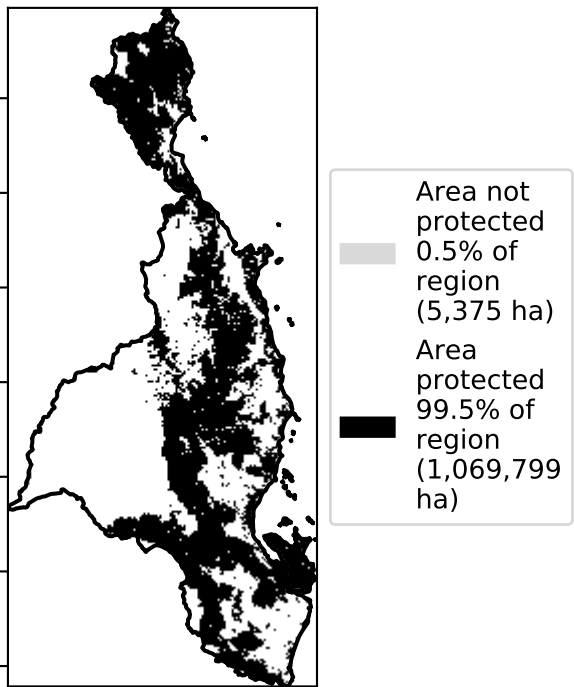 Area not
protected
0.5% of
region
(5,375 ha)
Area
protected
99.5% of
region
(1,069,799
ha)